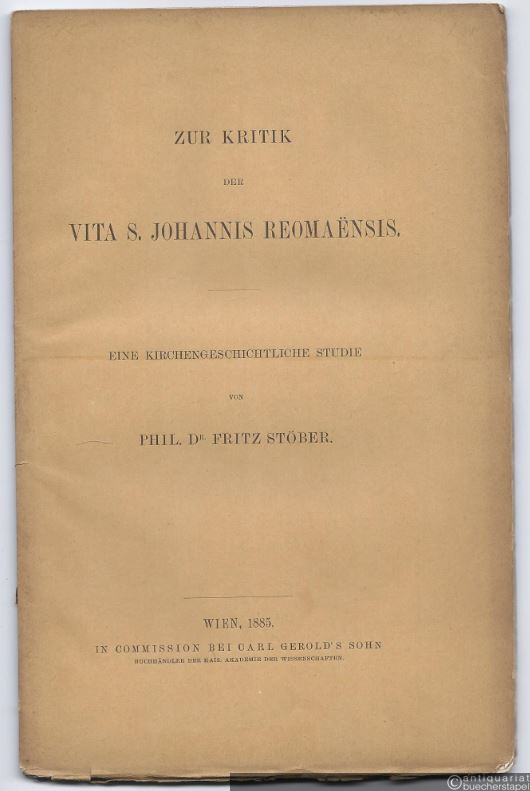 ZUR KRITIK
DER
VITA S. JOHANNIS REOMAËNSIS.
EINE KIRCHENGESCHICHTLICHE STUDIE
VON
PHIL. DR. FRITZ STÖBER.
WIEN, 1885.
IN COMMISSION BEI CARL GEROLD'S SOHN
BUCHHÄNDLER DER KAIS. AKADEMIE DER WISSENSCHAFTEN.
antiquariat
buecherstapel